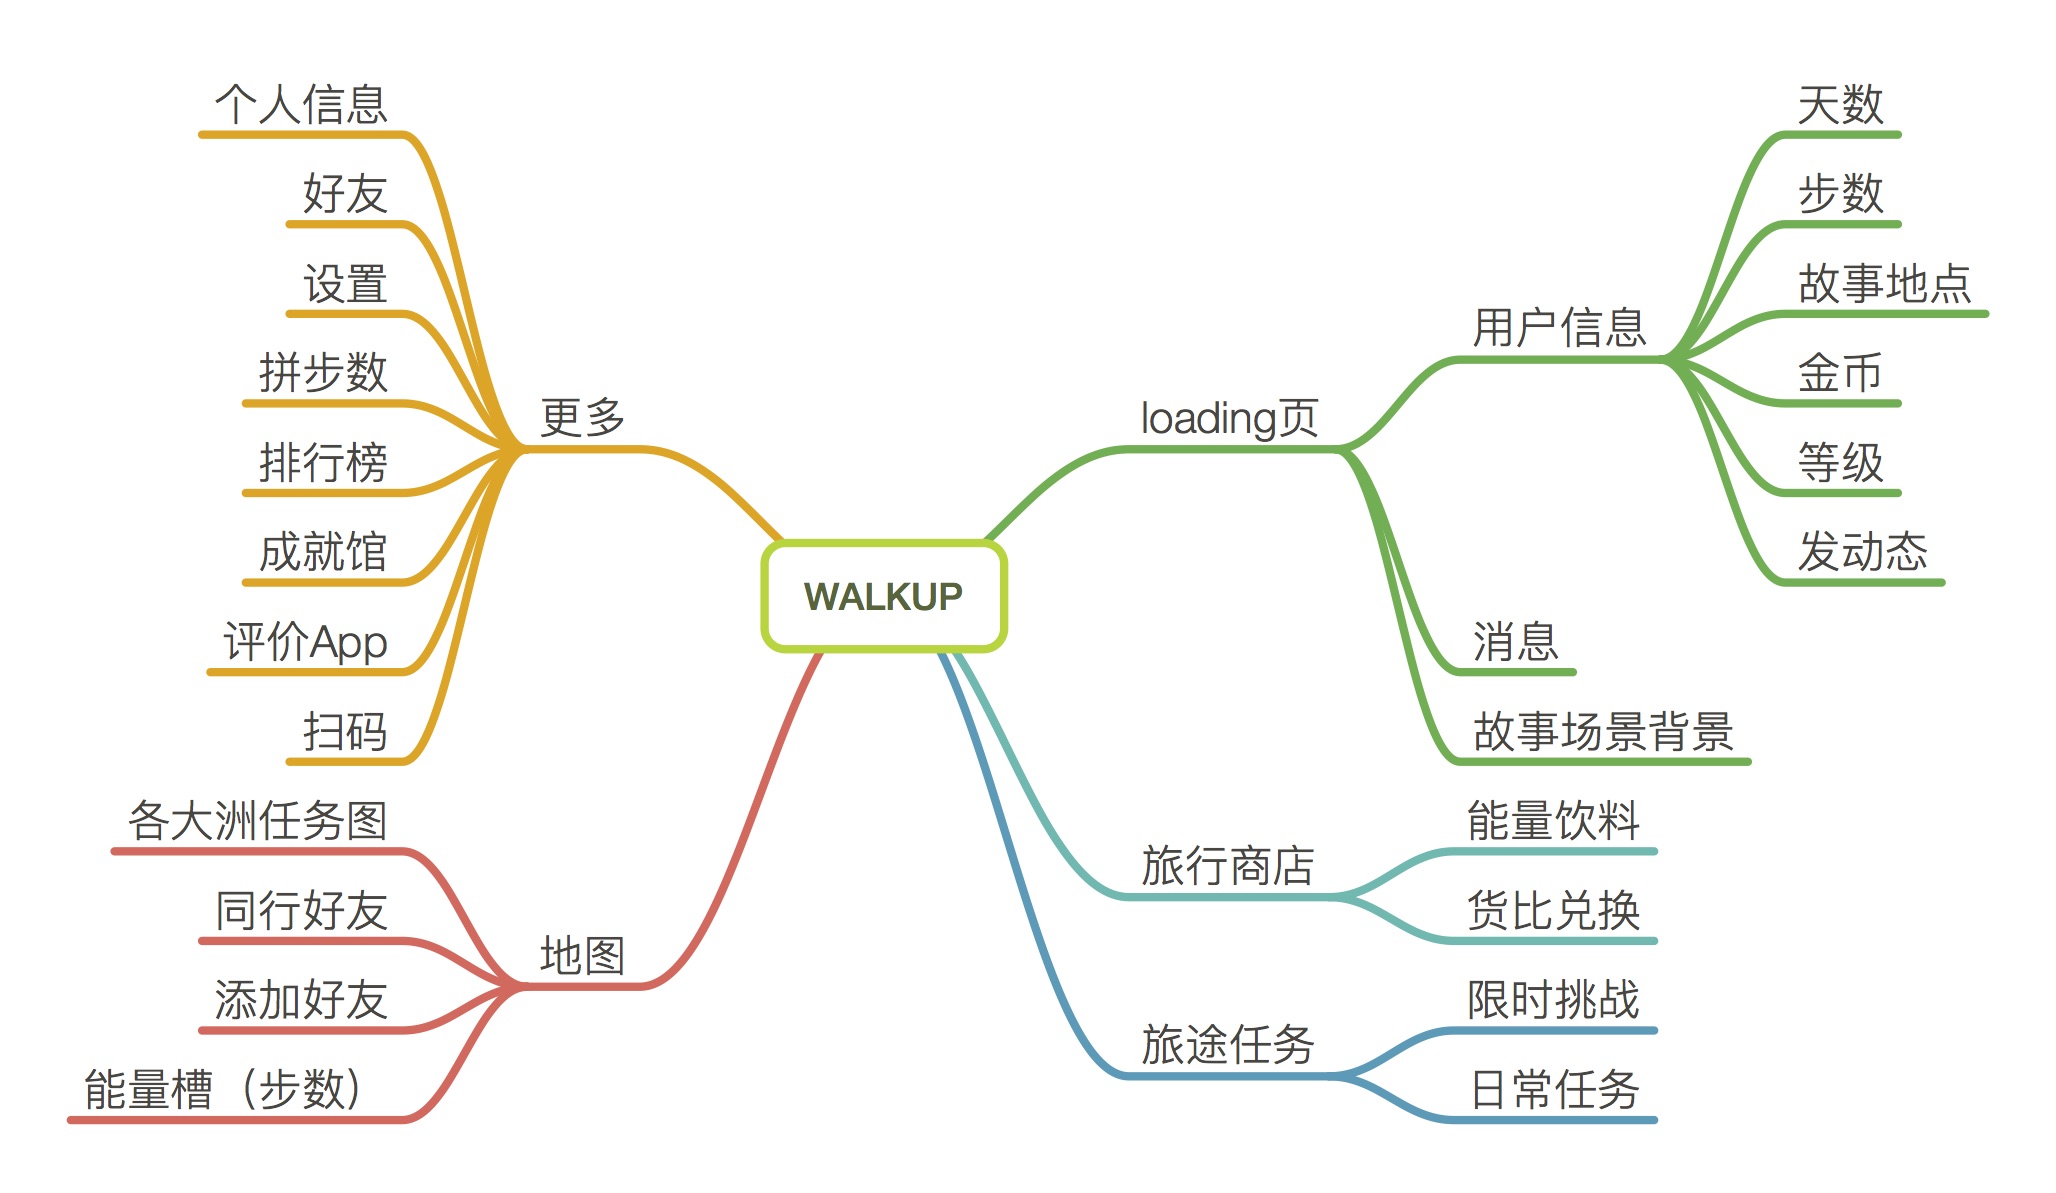 WALKUP
loading页
用户信息
天数
步数
故事地点
金币
等级
发动态
消息
故事场景背景
旅行商店
能量饮料
货比兑换
旅途任务
限时挑战
日常任务
更多
个人信息
好友
设置
拼步数
排行榜
成就馆
评价App
扫码
地图
各大洲任务图
同行好友
添加好友
能量槽（步数）